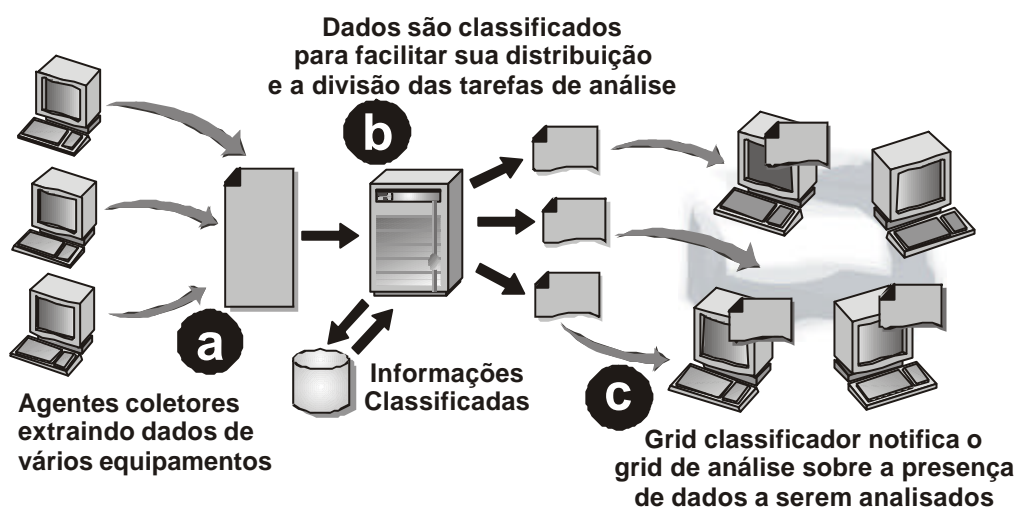 Dados são classificados
para facilitar sua distribuição
e a divisão das tarefas de análise
b
a
Informações
Classificadas
c
Agentes coletores
extraindo dados de
vários equipamentos
Grid classificador notifica o
grid de análise sobre a presença
de dados a serem analisados